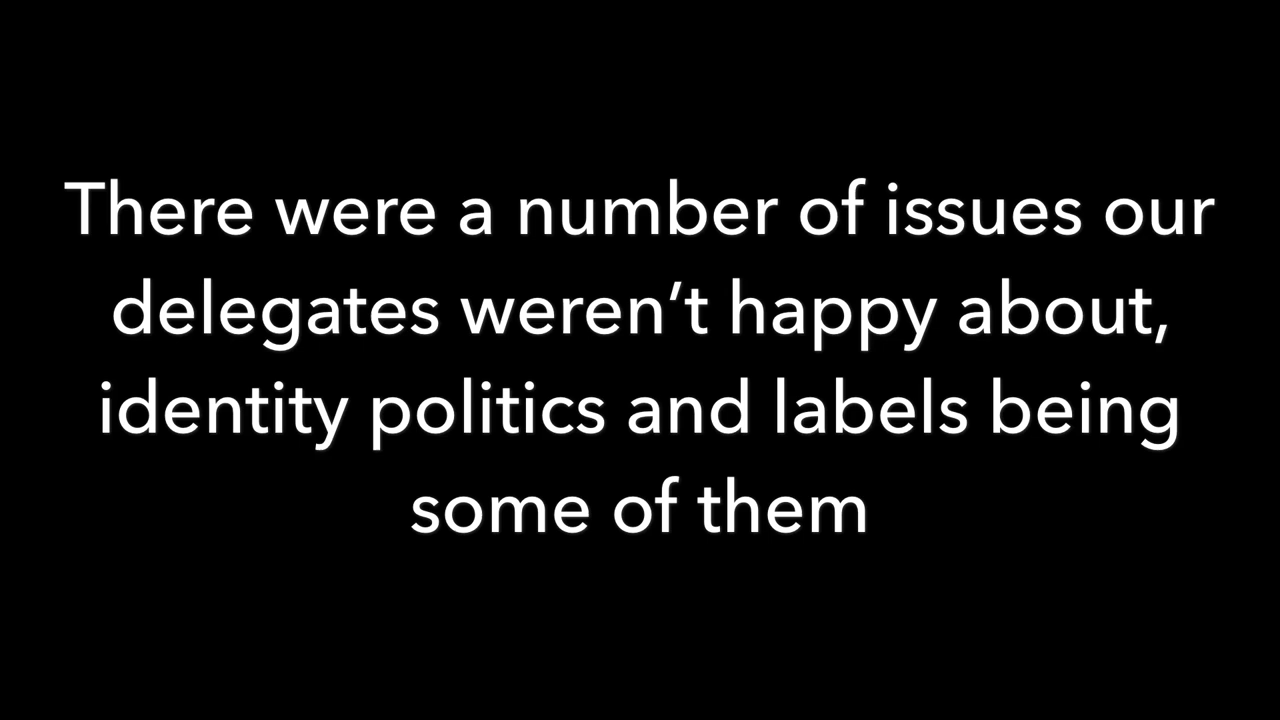 There were a number of issues our
delegates weren’t happy about,
identity politics and labels being
some of them